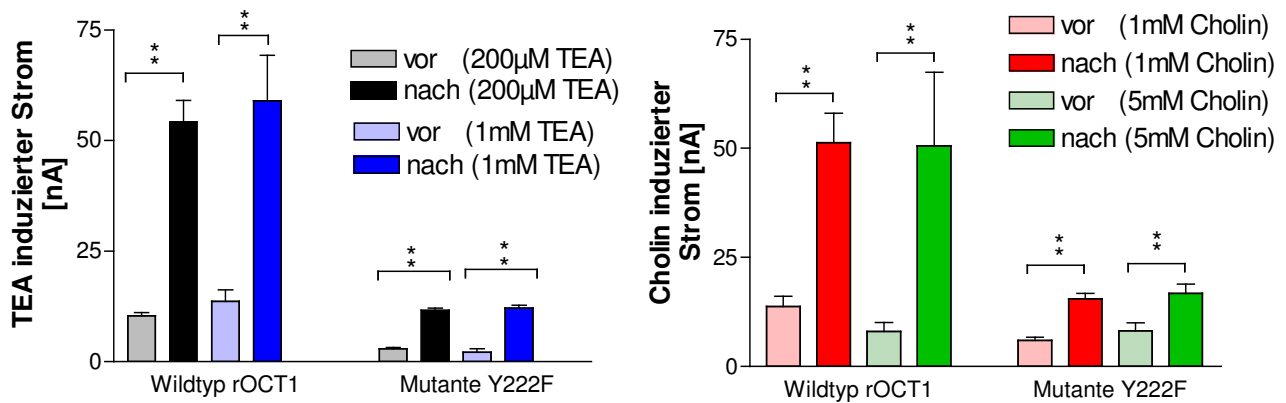 TEA induzierter Strom
[nA]
75
50
25
0
**
**
**
**
vor (200µM TEA)
nach (200µM TEA)
vor (1mM TEA)
nach (1mM TEA)
Wildtyp rOCT1
Mutante Y222F
Cholin induzierter
Strom [nA]
75
50
25
0
**
**
**
**
vor (1mM Cholin)
nach (1mM Cholin)
vor (5mM Cholin)
nach (5mM Cholin)
Wildtyp rOCT1
Mutante Y222F